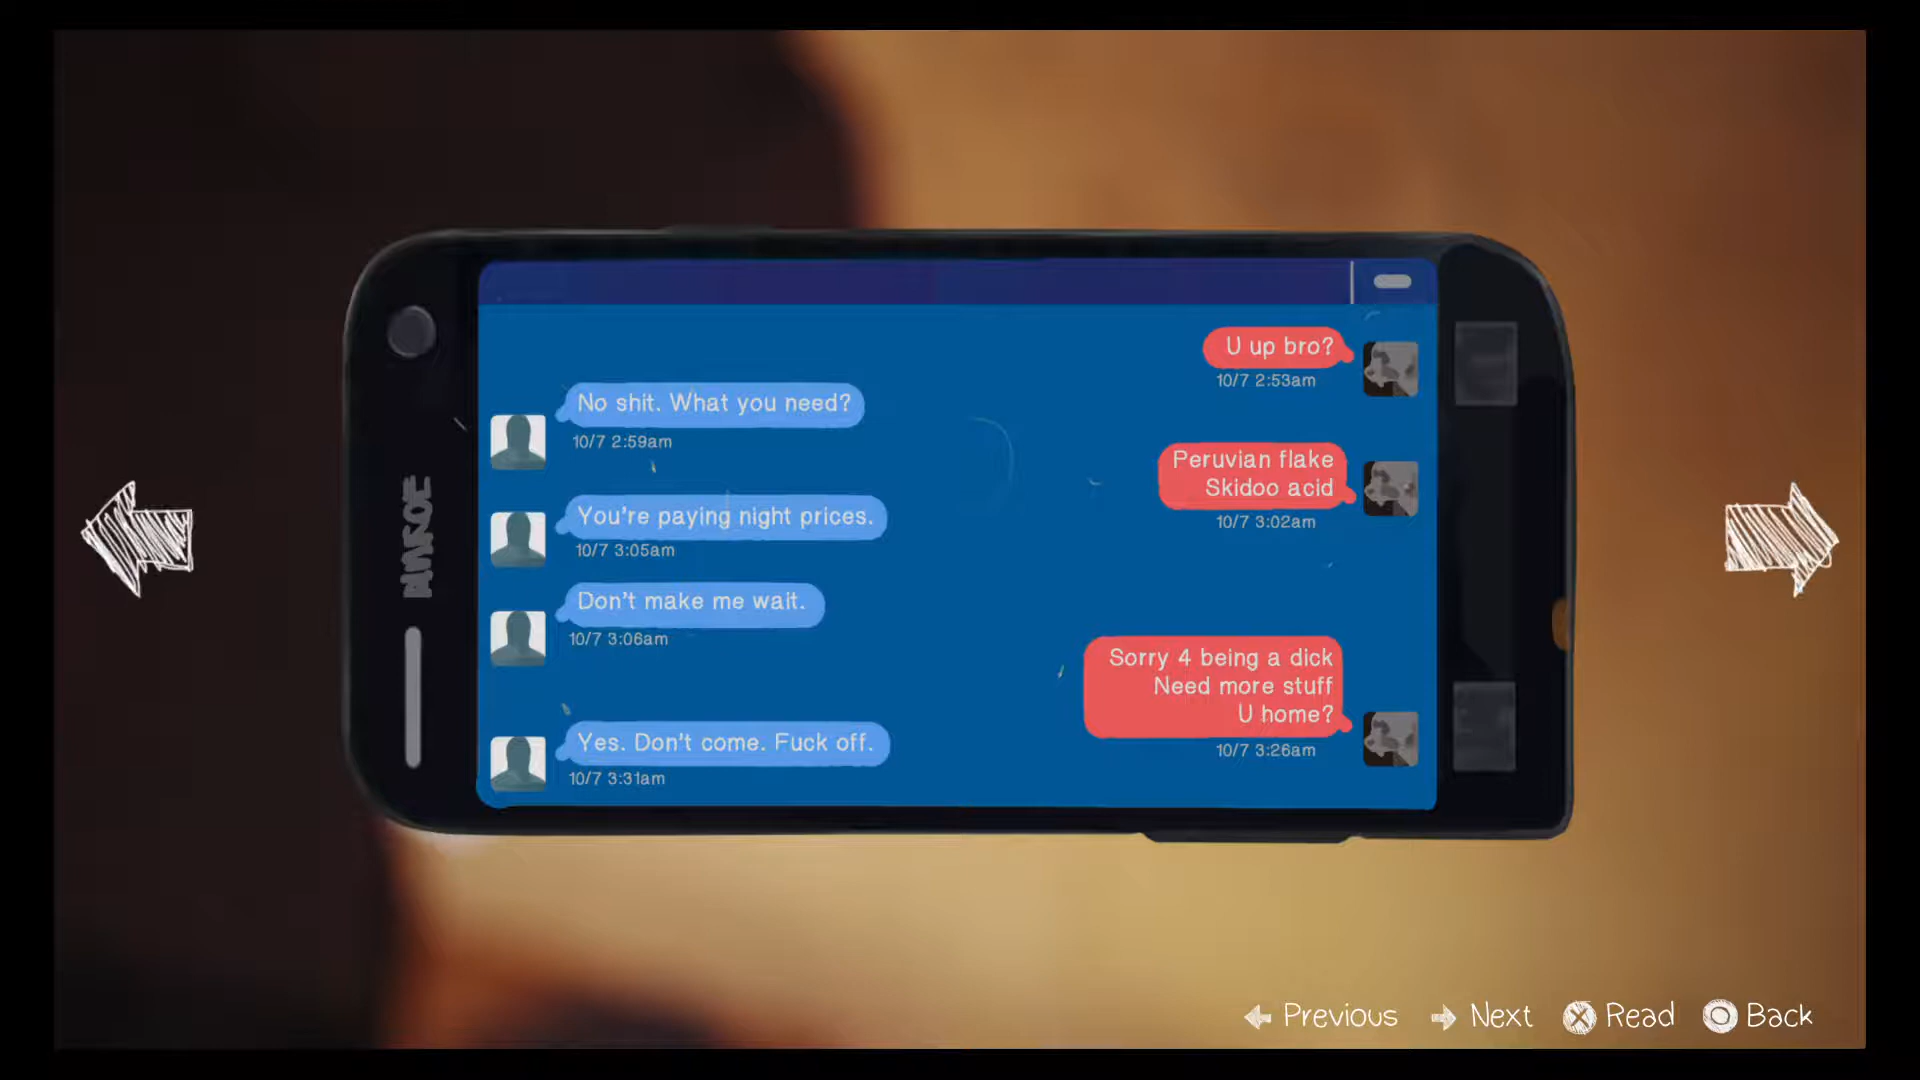 U up bro?
10/7 2:53am
No shit. What you need?
10/7 2:59am
Peruvian flake
Skidoo acid
10/7 3:02am
You're paying night prices.
10/7 3:05am
Don't make me wait.
10/7 3:06am
Sorry 4 being a dick
Need more stuff
U home?
10/7 3:26am
Yes. Don't come. Fuck off.
10/7 3:31am
Previous
Next
Read
Back